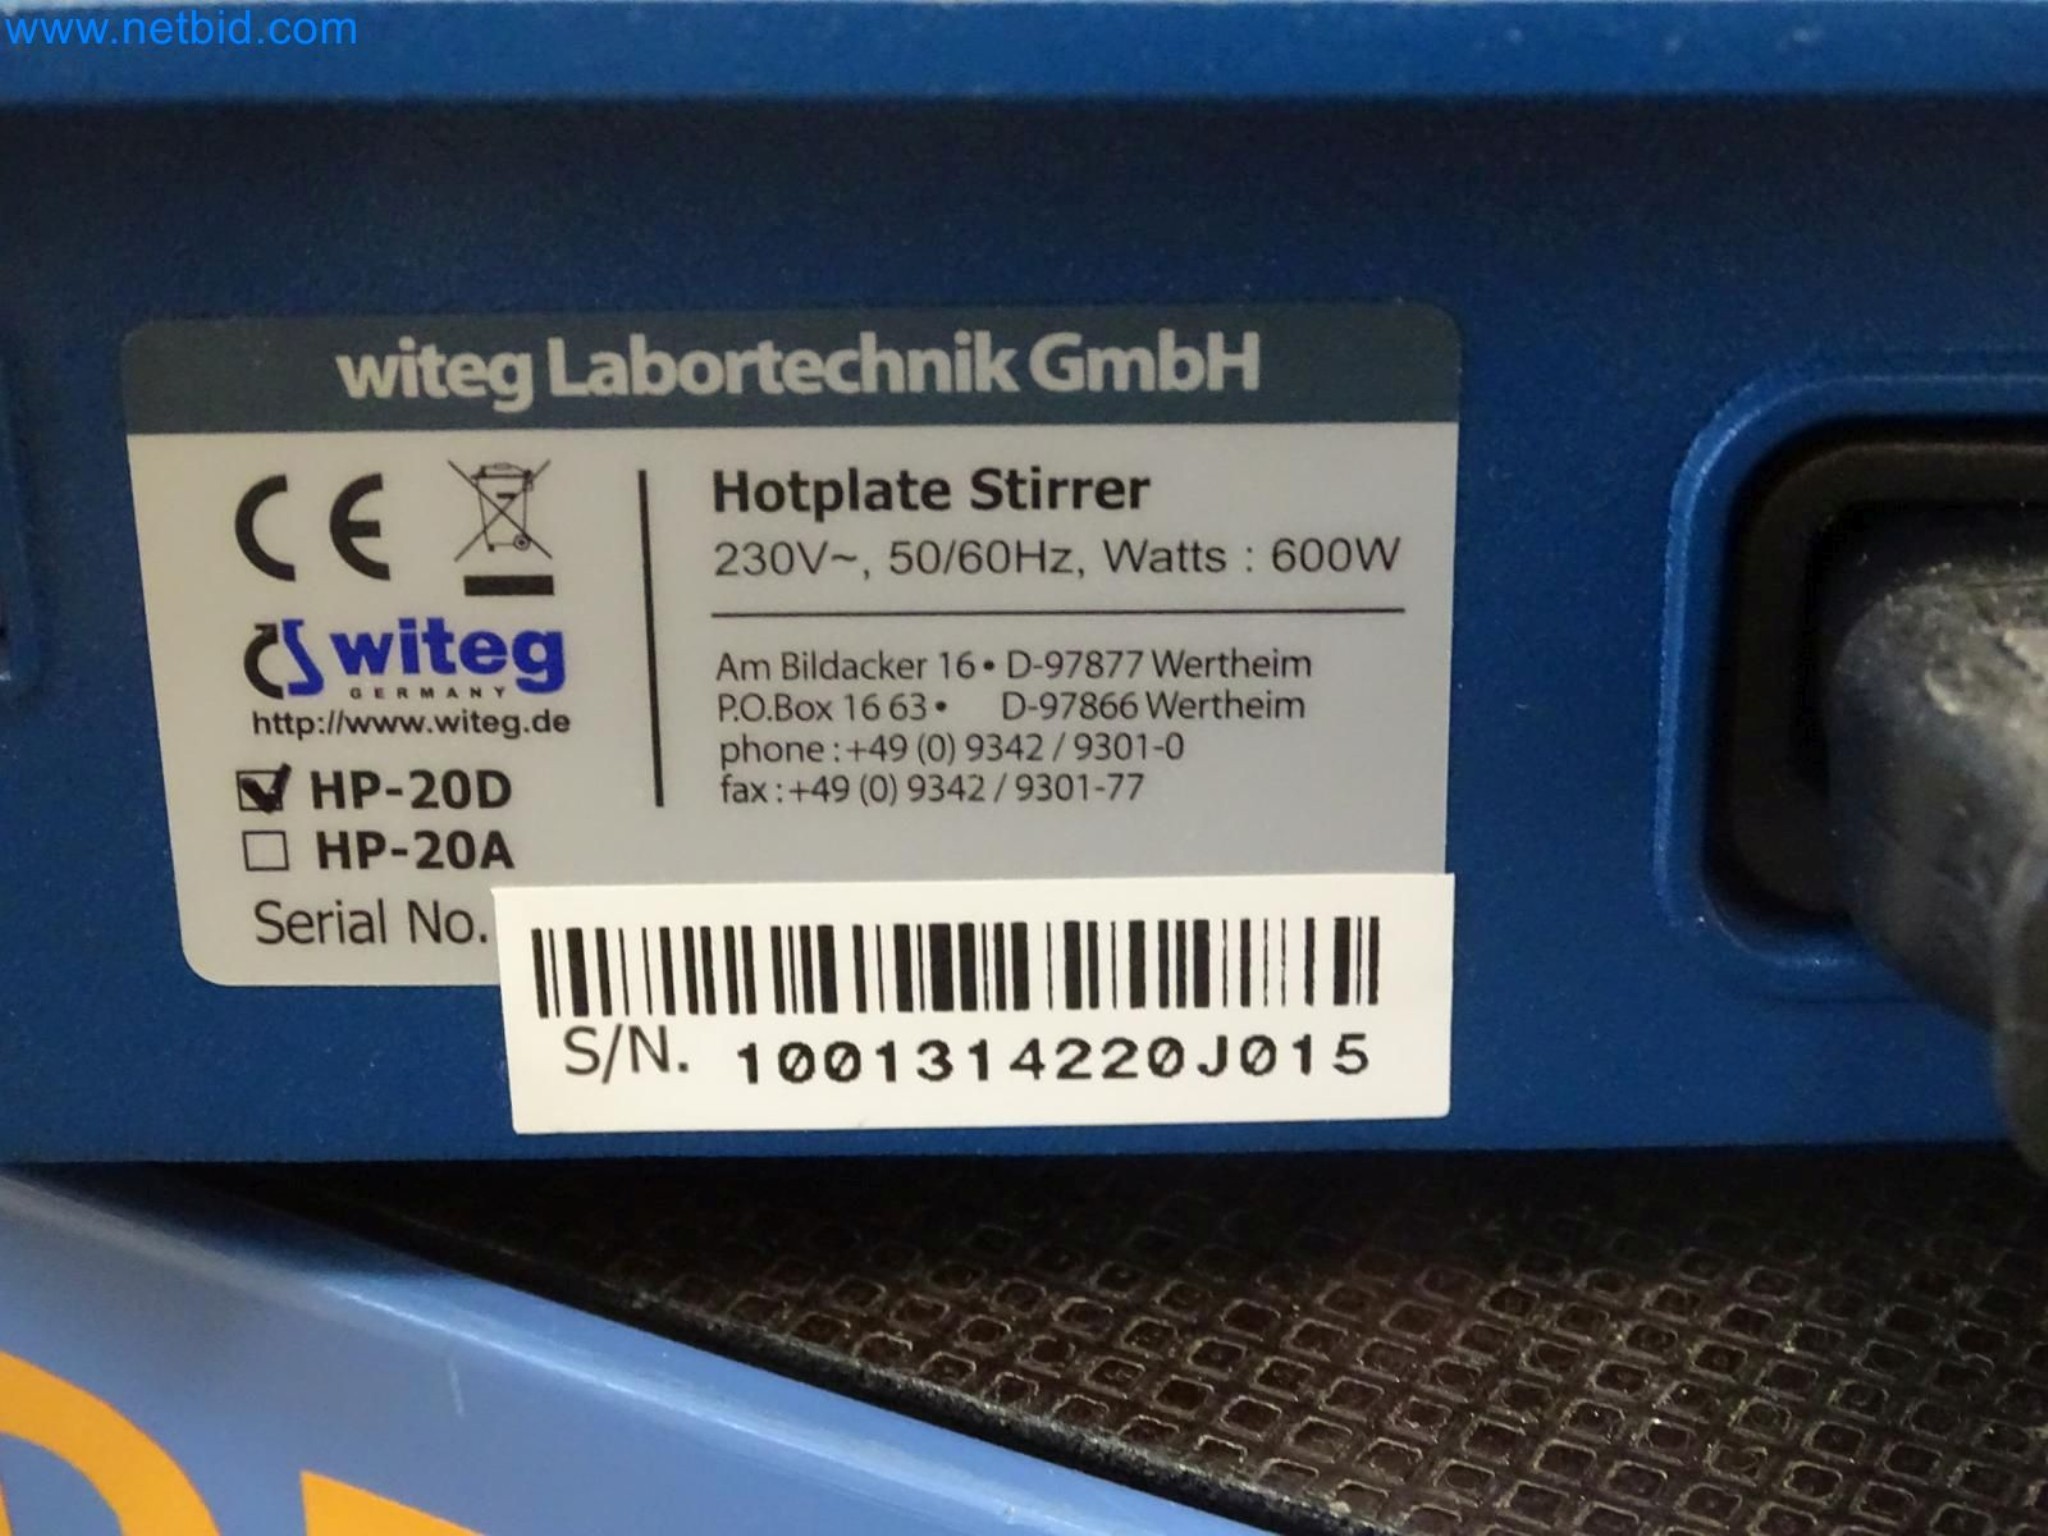 www.netbid.com
witeg Labortechnik GmbH
CE
witeg
GERMANY
http://www.witeg.de
HP-20D
HP-20A
Serial No.
Hotplate Stirrer
230V~, 50/60Hz, Watts : 600W
Am Bildacker 16 • D-97877 Wertheim
P.O.Box 16 63 • D-97866 Wertheim
phone : +49 (0) 9342 / 9301-0
fax : +49 (0) 9342 / 9301-77
S/N. 1001314220J015